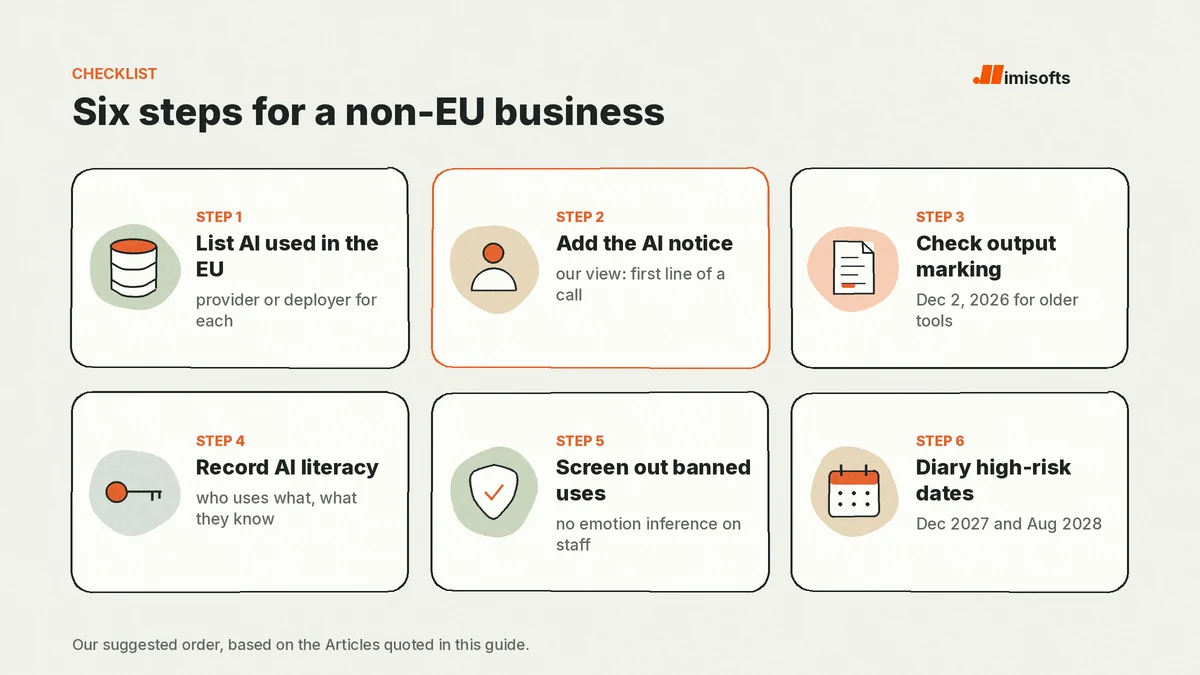 CHECKLIST
imisofts
Six steps for a non-EU business
STEP 1
List AI used in the
EU
provider or deployer for
each
STEP 2
Add the AI notice
our view: first line of a
call
STEP 3
Check output
marking
Dec 2, 2026 for older
tools
STEP 4
Record AI literacy
who uses what, what
they know
STEP 5
Screen out banned
uses
no emotion inference on
staff
STEP 6
Diary high-risk
dates
Dec 2027 and Aug 2028
Our suggested order, based on the Articles quoted in this guide.